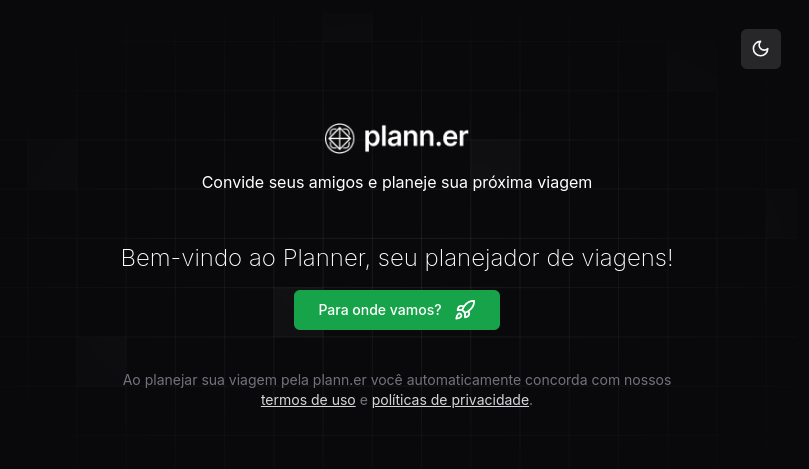 plann.er
Convide seus amigos e planeje sua próxima viagem
Bem-vindo ao Planner, seu planejador de viagens!
Para onde vamos?
Ao planejar sua viagem pela plann.er você automaticamente concorda com nossos
termos de uso e políticas de privacidade.